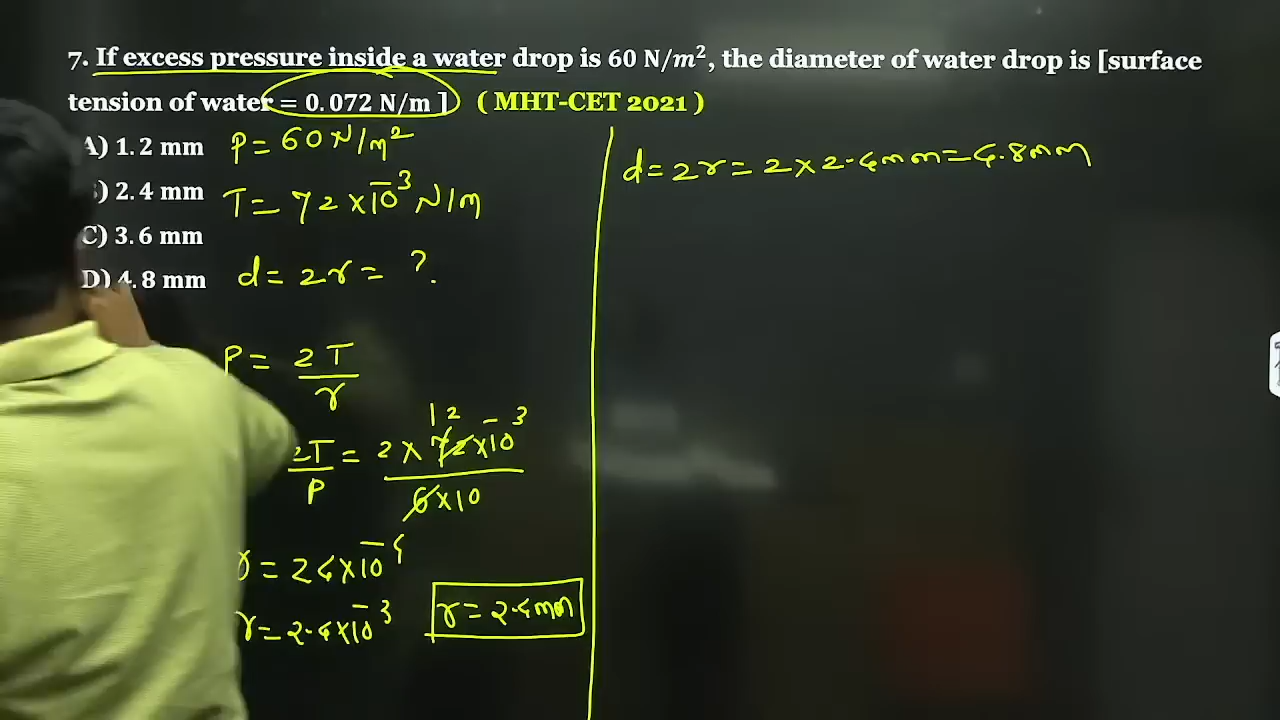 7. If excess pressure inside a water drop is 60 N/m², the diameter of water drop is [surface
tension of water = 0.072 N/m ] ( MHT-CET 2021 )
A) 1.2 mm
) 2.4 mm
C) 3.6 mm
D) 4.8 mm
P = 60 N/m²
T = 72 × 10⁻³ N/m
d = 2r = ?.
P = 2T/r
2T/P = 2 × 72 × 10⁻³ / 6 × 10
12
r = 24 × 10⁻⁴
r = 2.4 × 10⁻³
r = 2.4mm
d = 2r = 2 × 2.4mm = 4.8mm